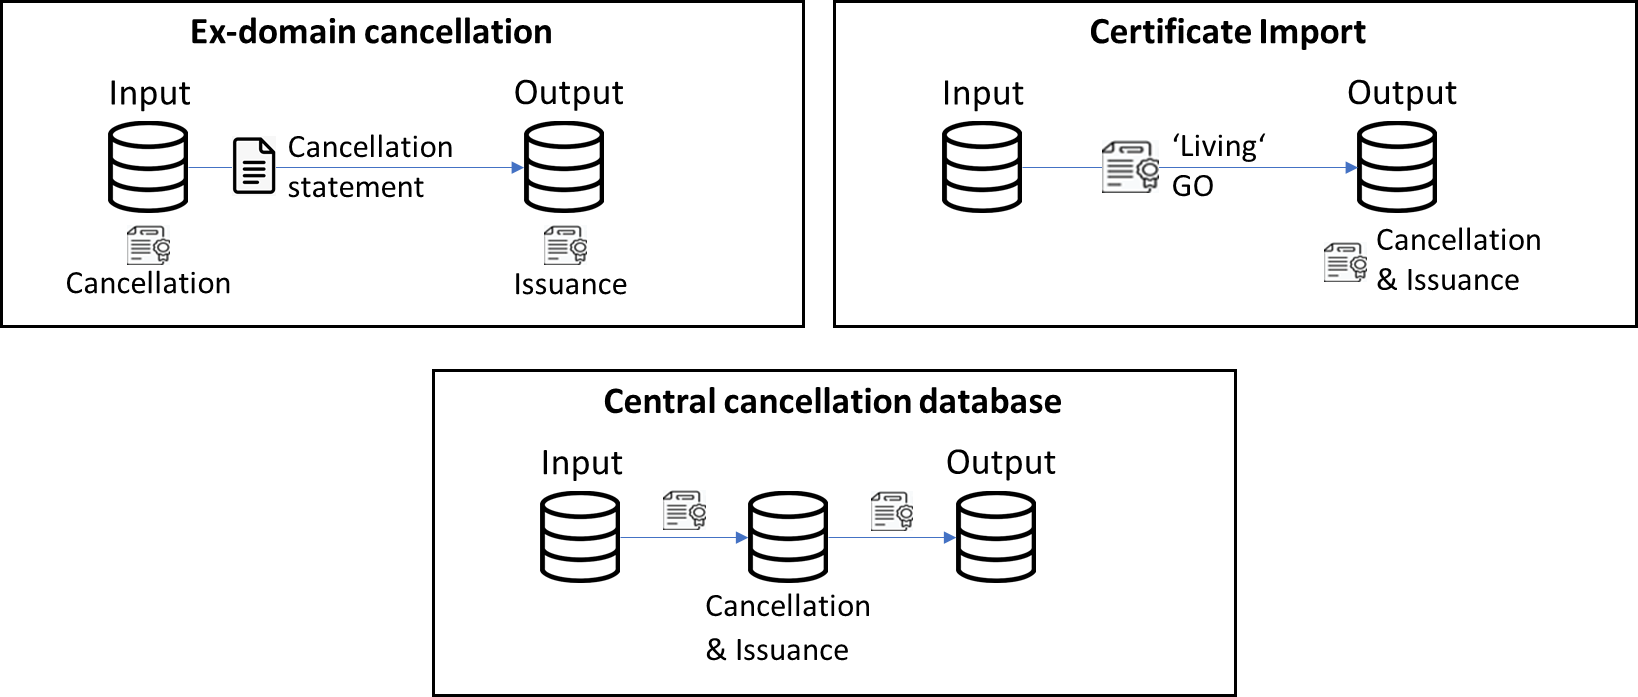 Ex-domain cancellation
Input
Output
Cancellation
statement
Cancellation
Issuance
Certificate Import
Input
Output
‘Living‘
GO
Cancellation
& Issuance
Central cancellation database
Input
Output
Cancellation
& Issuance